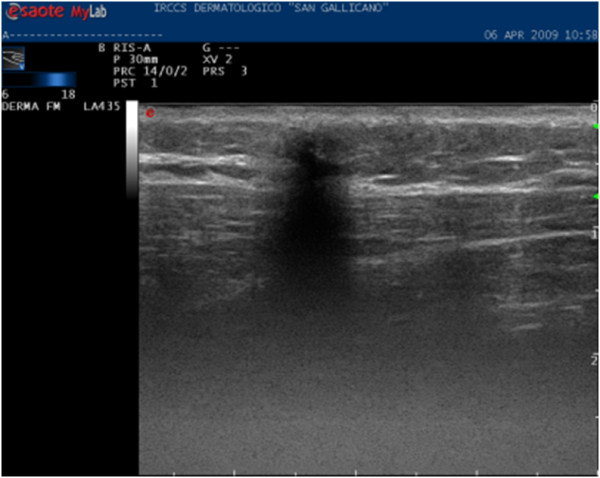 esaote MyLab
IRCCS DERMATOLOGICO "SAN GALLICANO"
A----------------------
06 APR 2009 10:58
B RIS-A G ---
P 30mm XV 2
PRC 14/0/2 PRS 3
PST 1
6 18
DERMA FM LA435
0
1
2